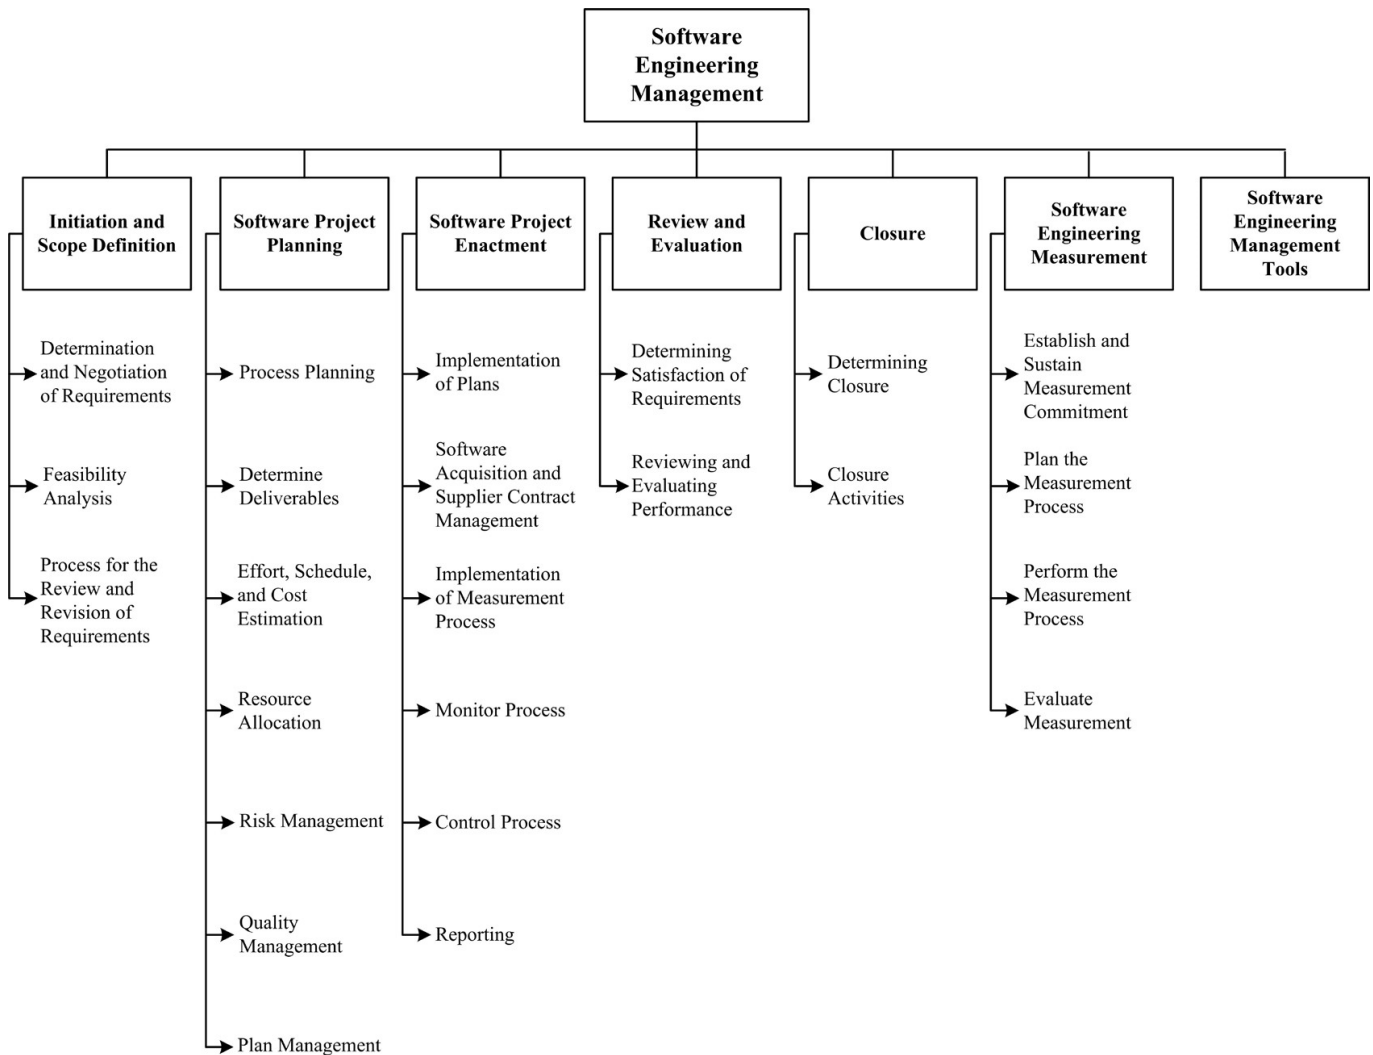 Software
Engineering
Management
Initiation and
Scope Definition
Software Project
Planning
Software Project
Enactment
Review and
Evaluation
Closure
Software
Engineering
Measurement
Software
Engineering
Management
Tools
Determination
and Negotiation
of Requirements
Feasibility
Analysis
Process for the
Review and
Revision of
Requirements
Process Planning
Determine
Deliverables
Effort, Schedule,
and Cost
Estimation
Resource
Allocation
Risk Management
Quality
Management
Plan Management
Implementation
of Plans
Software
Acquisition and
Supplier Contract
Management
Implementation
of Measurement
Process
Monitor Process
Control Process
Reporting
Determining
Satisfaction of
Requirements
Reviewing and
Evaluating
Performance
Determining
Closure
Closure
Activities
Establish and
Sustain
Measurement
Commitment
Plan the
Measurement
Process
Perform the
Measurement
Process
Evaluate
Measurement